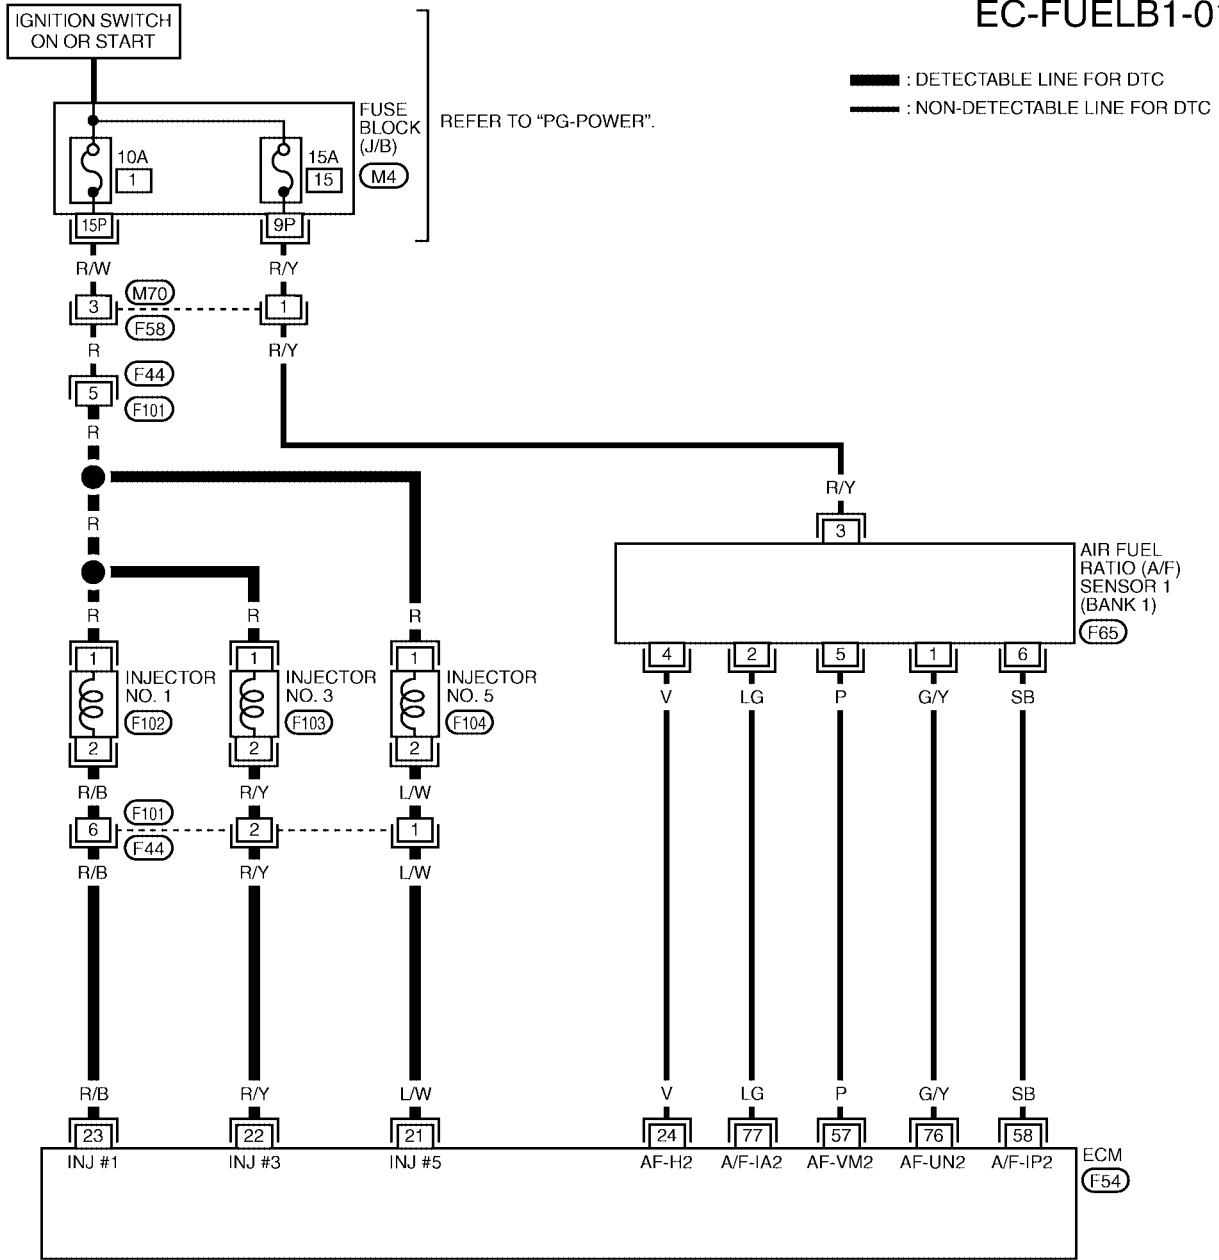 EC-FUELB1-01
IGNITION SWITCH
ON OR START
: DETECTABLE LINE FOR DTC
: NON-DETECTABLE LINE FOR DTC
FUSE
BLOCK
(J/B)
M4
REFER TO “PG-POWER”.
10A
1
15A
15
15P
9P
R/W
R/Y
3
M70
F58
1
R
R/Y
5
F44
F101
R
R
R/Y
3
AIR FUEL
RATIO (A/F)
SENSOR 1
(BANK 1)
F65
R
R
R
1
1
1
INJECTOR
NO. 1
F102
INJECTOR
NO. 3
F103
INJECTOR
NO. 5
F104
4
2
5
1
6
V
LG
P
G/Y
SB
2
2
2
R/B
R/Y
L/W
6
F101
F44
2
1
R/B
R/Y
L/W
R/B
R/Y
L/W
V
LG
P
G/Y
SB
23
22
21
24
77
57
76
58
INJ #1
INJ #3
INJ #5
AF-H2
A/F-IA2
AF-VM2
AF-UN2
A/F-IP2
ECM
F54